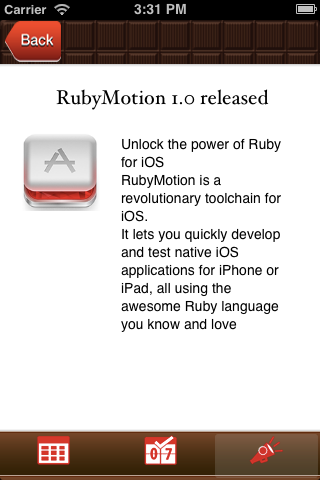 Carrier 3:31 PM
Back
RubyMotion 1.0 released
Unlock the power of Ruby
for iOS
RubyMotion is a
revolutionary toolchain for
iOS.
It lets you quickly develop
and test native iOS
applications for iPhone or
iPad, all using the
awesome Ruby language
you know and love
07